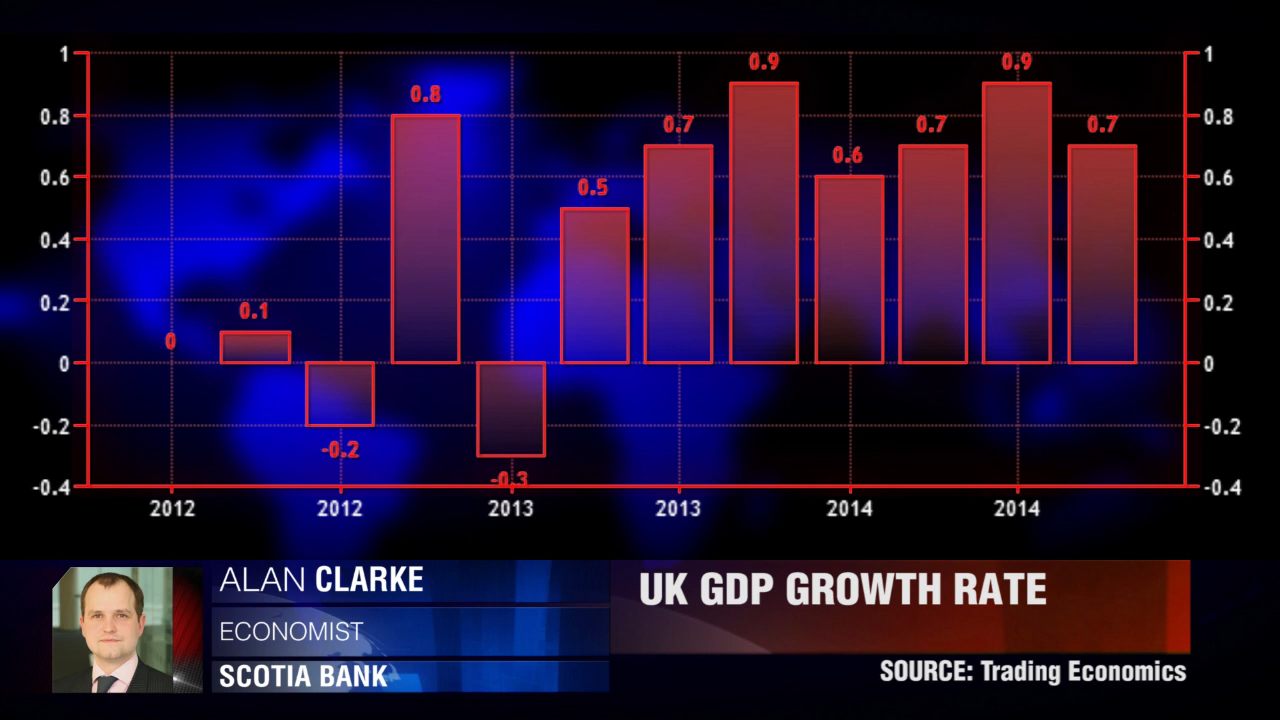 1 1
0.9 0.9
0.8 0.8 0.8
0.7 0.7 0.7
0.6 0.6 0.6
0.5
0.4 0.4
0.2 0.2
0.1
0 0 0
-0.2 -0.2
-0.2
-0.3
-0.4 -0.4
2012 2012 2013 2013 2014 2014
ALAN CLARKE
ECONOMIST
SCOTIA BANK
UK GDP GROWTH RATE
SOURCE: Trading Economics